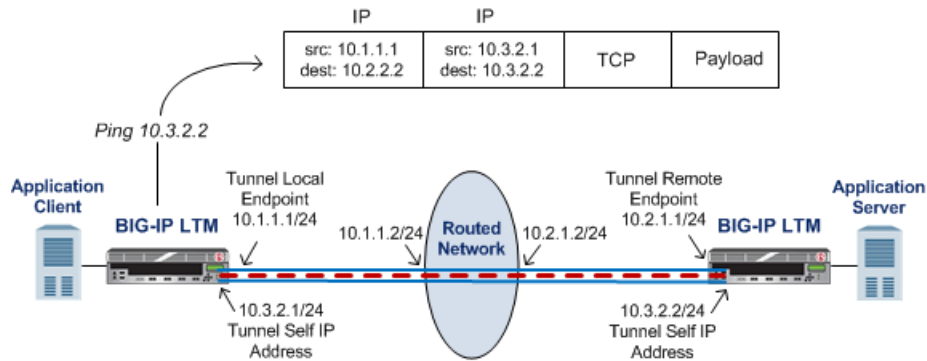 IP
IP
src: 10.1.1.1
dest: 10.2.2.2
src: 10.3.2.1
dest: 10.3.2.2
TCP
Payload
Ping 10.3.2.2
Application
Client
BIG-IP LTM
Tunnel Local
Endpoint
10.1.1.1/24
10.1.1.2/24
Routed
Network
10.2.1.2/24
Tunnel Remote
Endpoint
10.2.1.1/24
BIG-IP LTM
Application
Server
10.3.2.1/24
Tunnel Self IP
Address
10.3.2.2/24
Tunnel Self IP
Address